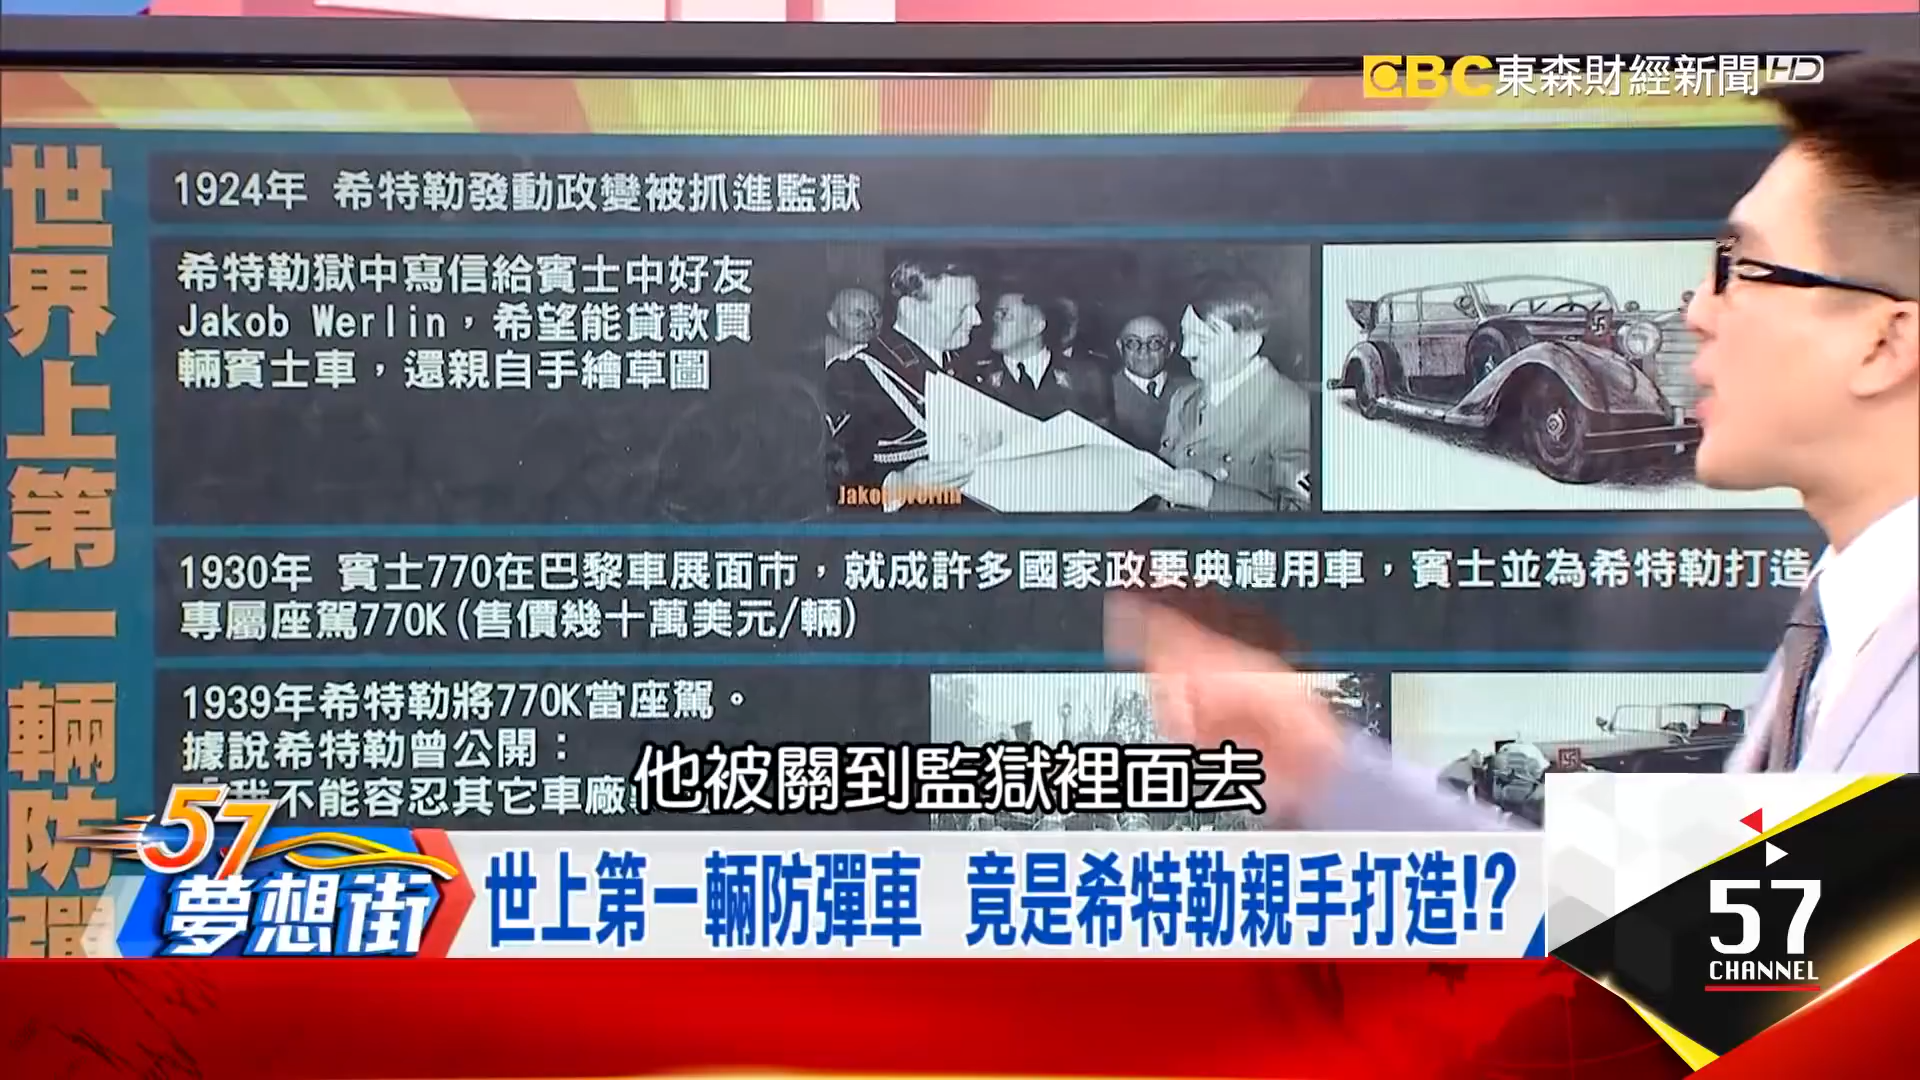 EBC東森財經新聞HD
世界上第一輛防彈
1924年 希特勒發動政變被抓進監獄
希特勒獄中寫信給賓士中好友
Jakob Werlin，希望能貸款買
輛賓士車，還親自手繪草圖
Jakob Werlin
1930年 賓士770在巴黎車展面市，就成許多國家政要典禮用車，賓士並為希特勒打造
專屬座駕770K(售價幾十萬美元/輛)
1939年希特勒將770K當座駕。
據說希特勒曾公開：
「我不能容忍其它車廠
他被關到監獄裡面去
57夢想街
世上第一輛防彈車 竟是希特勒親手打造!?
57
CHANNEL